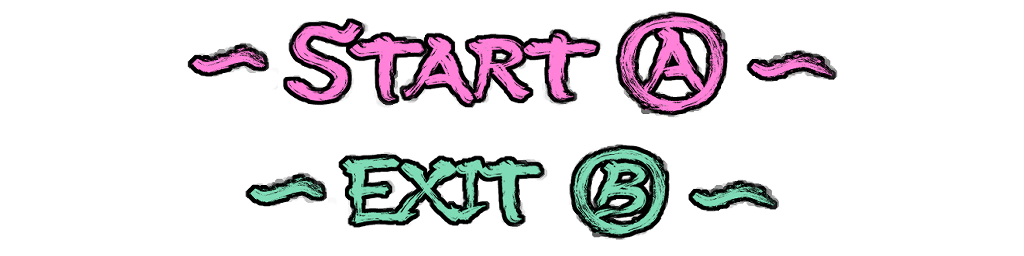 ~ START Ⓐ ~
~ EXIT Ⓑ ~